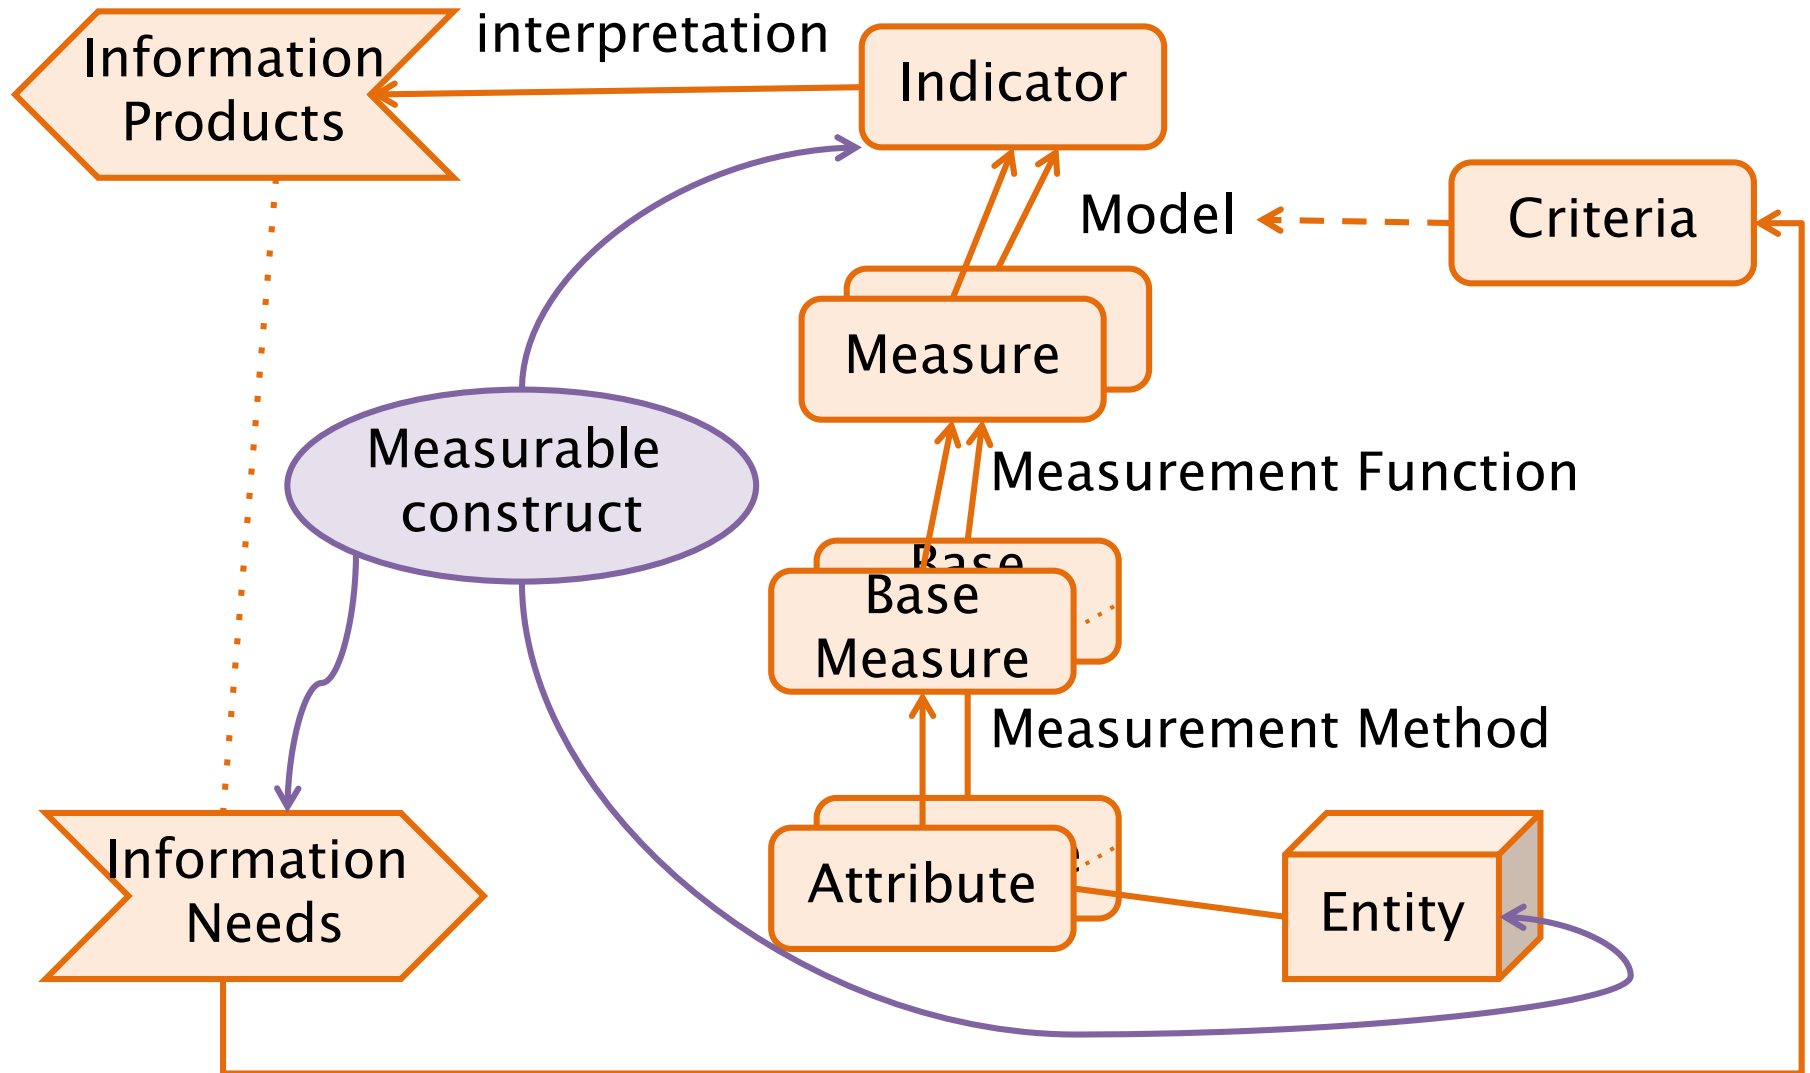 Information
Products
interpretation
Indicator
Model
Criteria
Measure
Measurable
construct
Measurement Function
Base
Base
Measure
Measurement Method
Information
Needs
Attribute
Entity